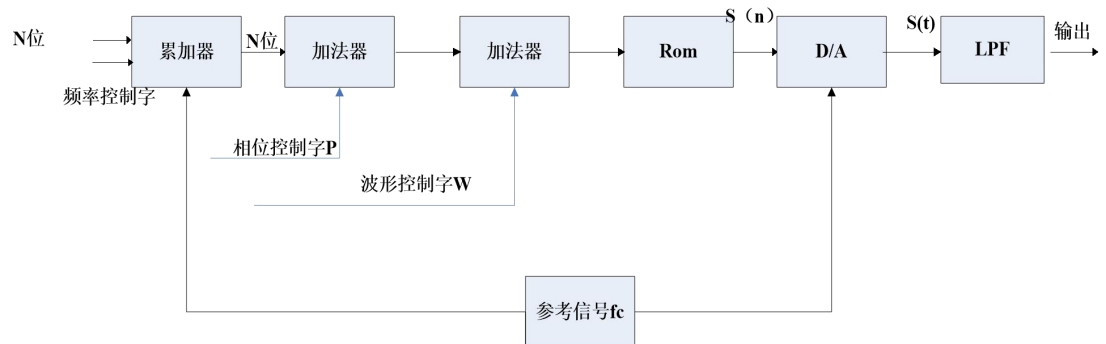 S（n）
N位
累加器
N位
加法器
加法器
Rom
D/A
S(t)
LPF
输出
频率控制字
相位控制字P
波形控制字W
参考信号fc